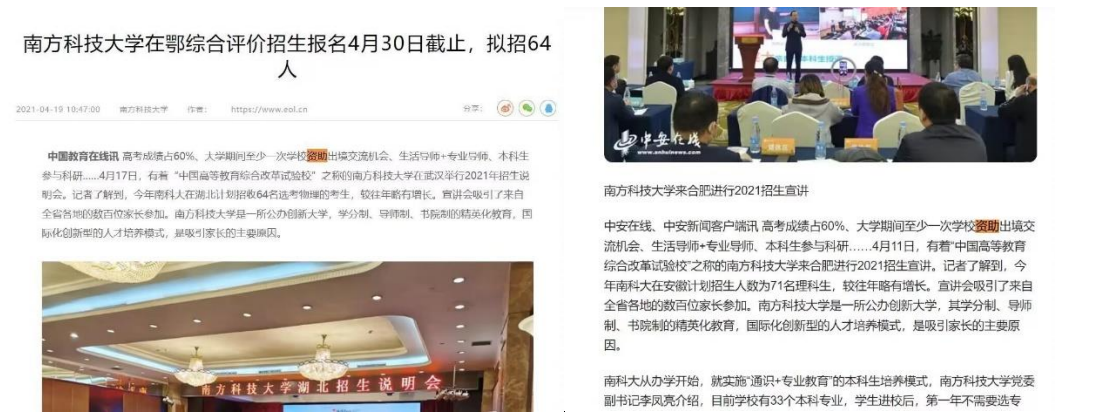 南方科技大学在鄂综合评价招生报名4月30日截止，拟招64
人
2021-04-19 10:47:00 南方科技大学 作者： https://www.eol.cn 分享：
中国教育在线讯 高考成绩占60%、大学期间至少一次学校资助出境交流机会、生活导师+专业导师、本科生
参与科研……4月17日，有着“中国高等教育综合改革试验校”之称的南方科技大学在武汉举行2021年招生说
明会。记者了解到，今年南科大在湖北计划招收64名选考物理的考生，较往年略有增长。宣讲会吸引了来自
全省各地的数百位家长参加。南方科技大学是一所公办创新大学，学分制、导师制、书院制的精英化教育，国
际化创新型的人才培养模式，是吸引家长的主要原因。
南方科技大学湖北招生说明会
中安在线
www.anhuinews.com
南方科技大学来合肥进行2021招生宣讲
中安在线、中安新闻客户端讯 高考成绩占60%、大学期间至少一次学校资助出境交
流机会、生活导师+专业导师、本科生参与科研……4月11日，有着“中国高等教育
综合改革试验校”之称的南方科技大学来合肥进行2021招生宣讲。记者了解到，今
年南科大在安徽计划招生人数为71名理科生，较往年略有增长。宣讲会吸引了来自
全省各地的数百位家长参加。南方科技大学是一所公办创新大学，其学分制、导师
制、书院制的精英化教育，国际化创新型的人才培养模式，是吸引家长的主要原
因。
南科大从办学开始，就实施“通识+专业教育”的本科生培养模式，南方科技大学党委
副书记李凤亮介绍，目前学校有33个本科专业，学生进校后，第一年不需要选专